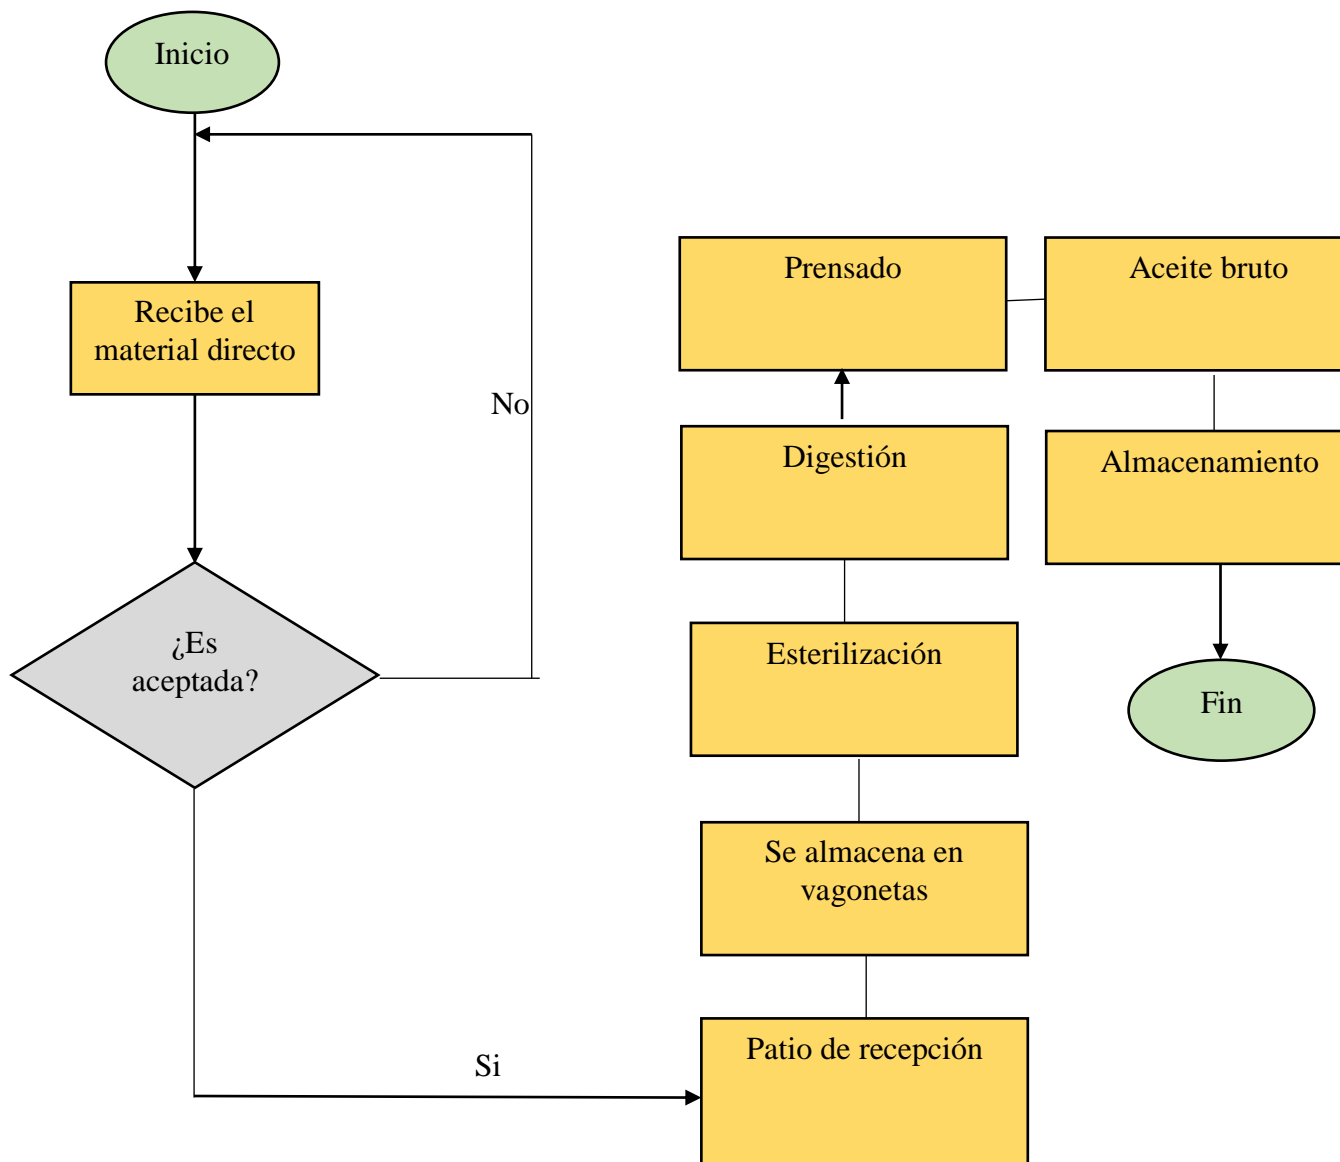 Inicio
Recibe el
material directo
No
¿Es
aceptada?
Si
Patio de recepción
Se almacena en
vagonetas
Esterilización
Digestión
Prensado
Aceite bruto
Almacenamiento
Fin